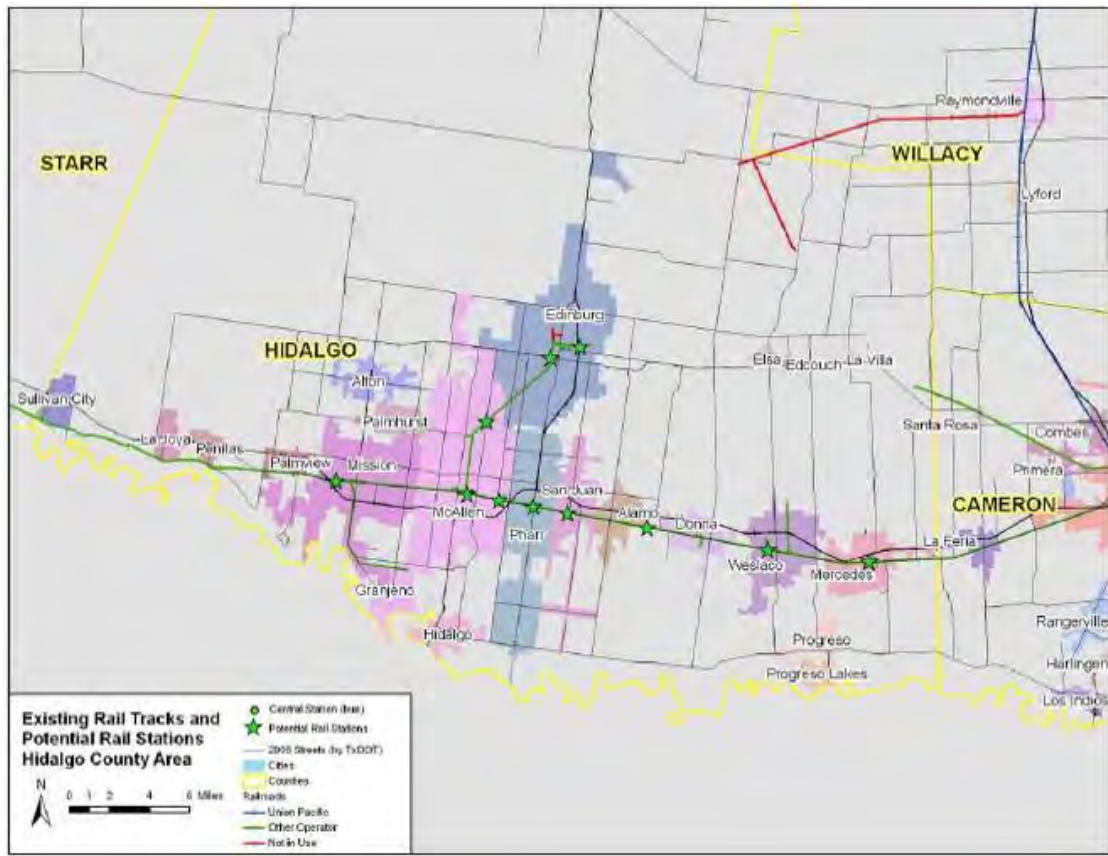 Raymondville
STARR
WILLACY
Lyford
Edinburg
HIDALGO
Elsa
Edcouch
La Villa
Alton
Sullivan City
Palmhurst
Santa Rosa
Combes
La Joya
Penitas
Palmview
Mission
Primera
San Juan
McAllen
Alamo
Donna
CAMERON
Pharr
La Feria
Weslaco
Mercedes
Granjeno
Rangerville
Hidalgo
Progreso
Harlingen
Progreso Lakes
Los Indios
Existing Rail Tracks and
Potential Rail Stations
Hidalgo County Area
N
0 1 2 4 6 Miles
Central Station (bus)
Potential Rail Stations
2008 Streets (by TxDOT)
Cities
Counties
Railroads
Union Pacific
Other Operator
Not in Use